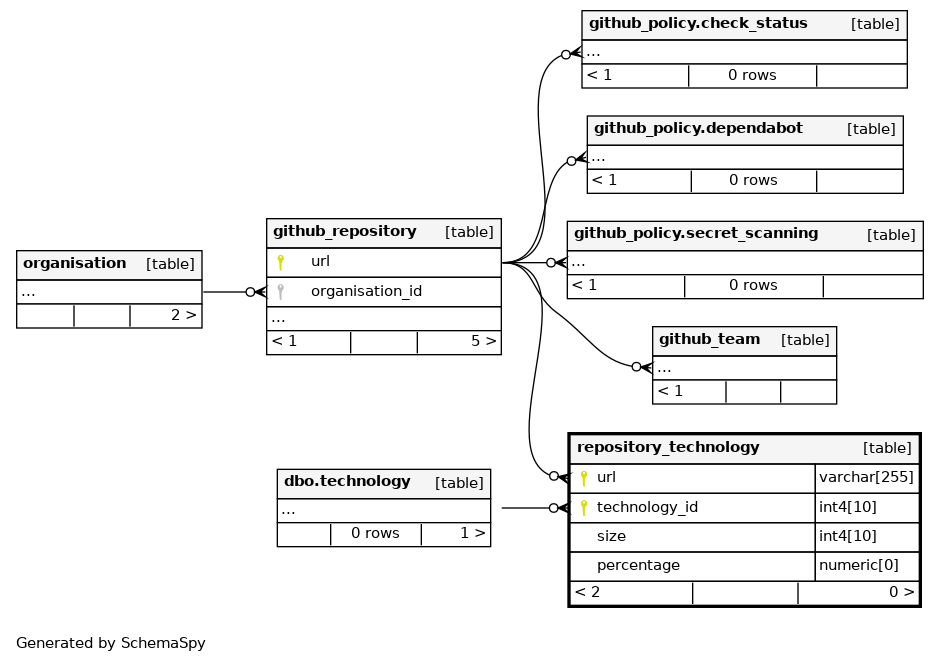 github_policy.check_status [table]
...
< 1 0 rows
github_policy.dependabot [table]
...
< 1 0 rows
github_policy.secret_scanning [table]
...
< 1 0 rows
github_repository [table]
url
organisation_id
...
< 1 5 >
organisation [table]
...
2 >
github_team [table]
...
< 1
repository_technology [table]
url varchar[255]
technology_id int4[10]
size int4[10]
percentage numeric[0]
< 2 0 >
dbo.technology [table]
...
0 rows 1 >
Generated by SchemaSpy